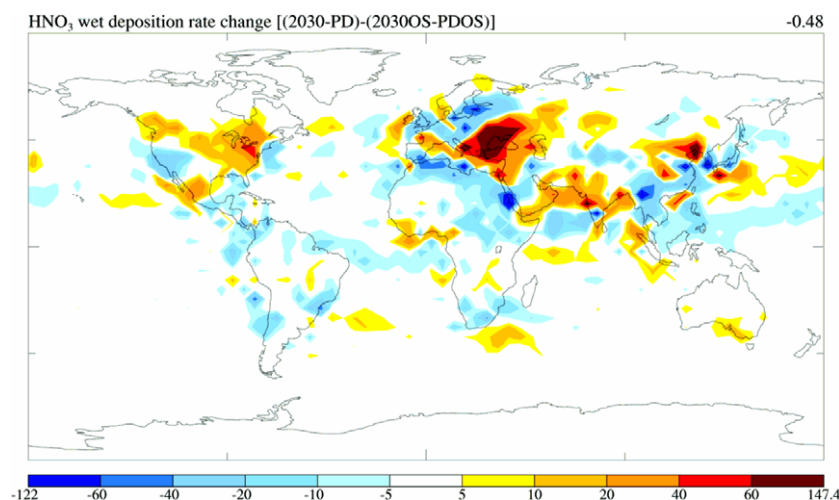 HNO₃ wet deposition rate change [(2030-PD)-(2030OS-PDOS)] -0.48
-122 -60 -40 -20 -10 -5 5 10 20 40 60 147.4